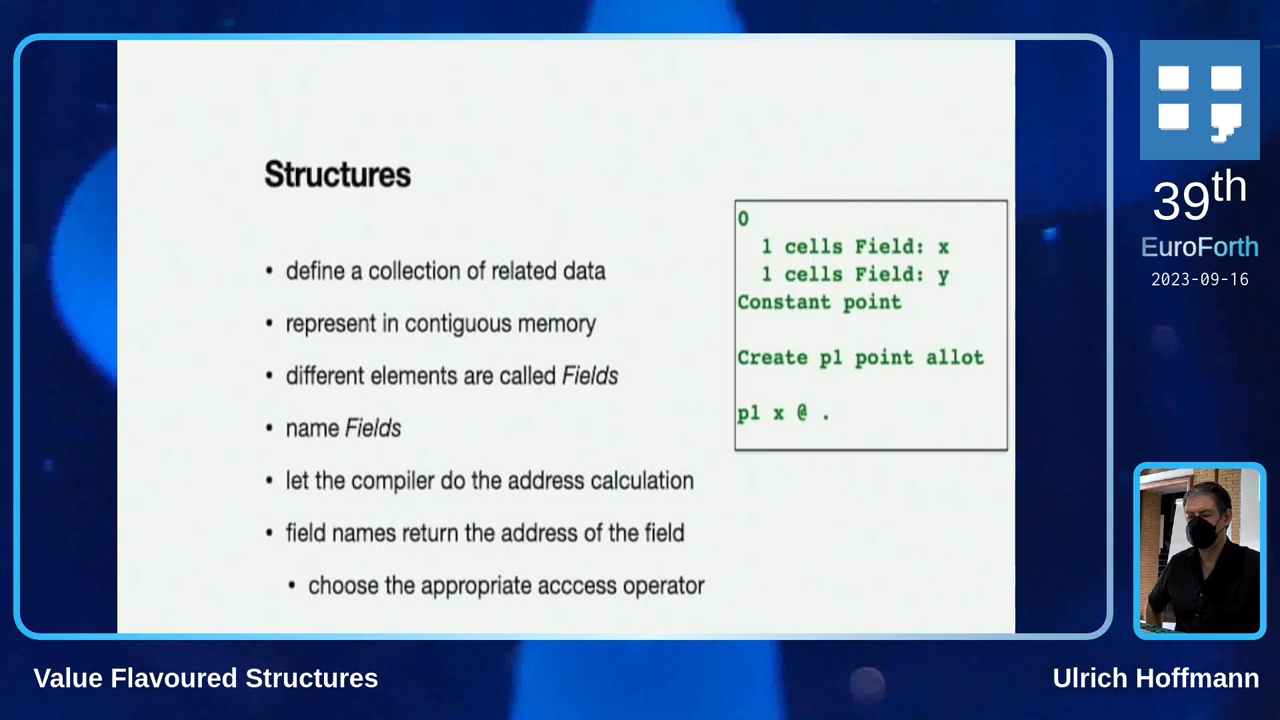 Structures
• define a collection of related data
• represent in contiguous memory
• different elements are called Fields
• name Fields
• let the compiler do the address calculation
• field names return the address of the field
• choose the appropriate acccess operator
0
1 cells Field: x
1 cells Field: y
Constant point
Create p1 point allot
p1 x @ .
39th
EuroForth
2023-09-16
Value Flavoured Structures
Ulrich Hoffmann